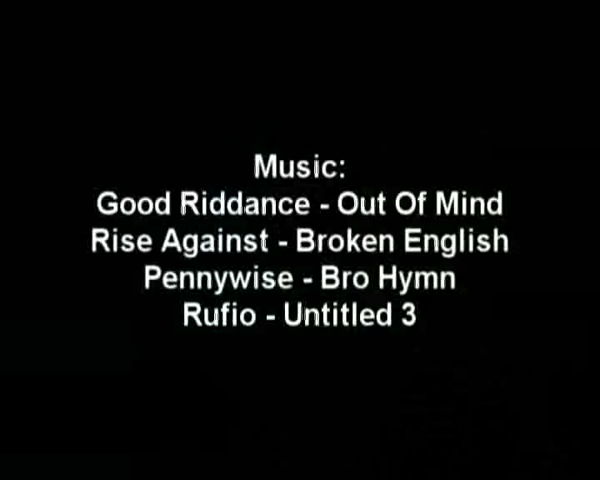 Music:
Good Riddance - Out Of Mind
Rise Against - Broken English
Pennywise - Bro Hymn
Rufio - Untitled 3